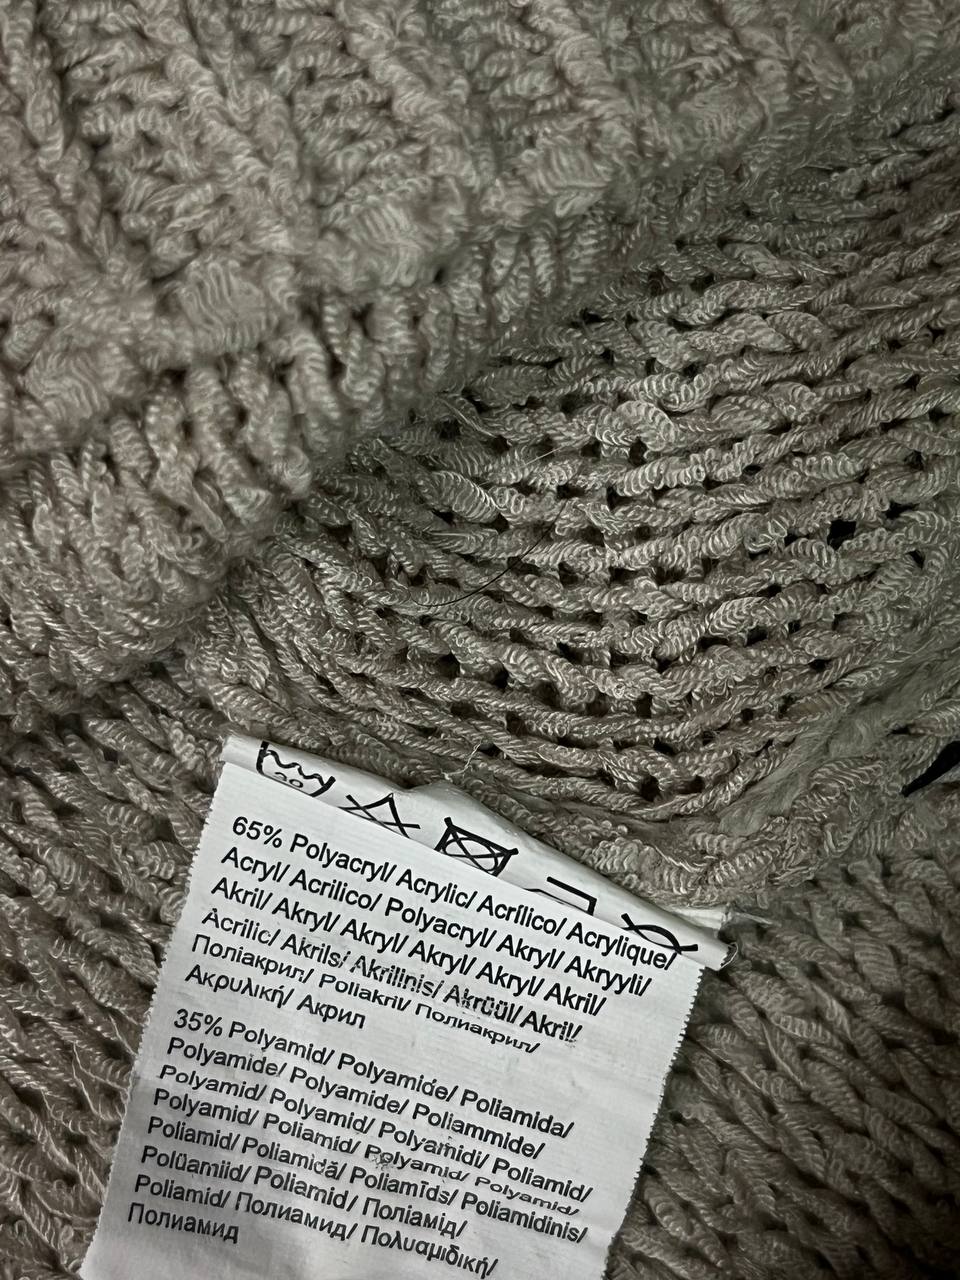 65% Polyacryl/ Acrylic/ Acrílico/ Acrylique/
Acryl/ Acrilico/ Polyacryl/ Akryl/ Akryyli/
Akril/ Akryl/ Akryl/ Akryl/ Akryl/ Akril/
Acrilic/ Akrils/ Akrilinis/ Akrüül/ Akril/
Поліакрил/ Poliakril/ Полиакрил/
Ακρυλική/ Акрил
35% Polyamid/ Polyamide/ Poliamida/
Polyamide/ Polyamide/ Poliammide/
Polyamid/ Polyamid/ Polyamidi/ Poliamid/
Polyamid/ Poliamid/ Polyamid/ Polyamid/
Poliamid/ Poliamidă/ Poliamīds/ Poliamidinis/
Polüamiid/ Poliamid/ Поліамід/
Poliamid/ Полиамид/ Πολυαμιδική/
Полиамид